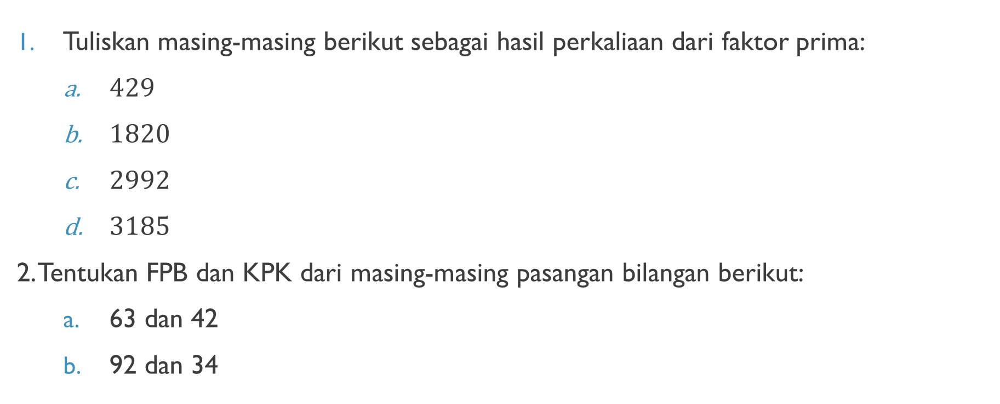 1. Tuliskan masing-masing berikut sebagai hasil perkaliaan dari faktor prima:
a. 429
b. 1820
c. 2992
d. 3185
2. Tentukan FPB dan KPK dari masing-masing pasangan bilangan berikut:
a. 63 dan 42
b. 92 dan 34